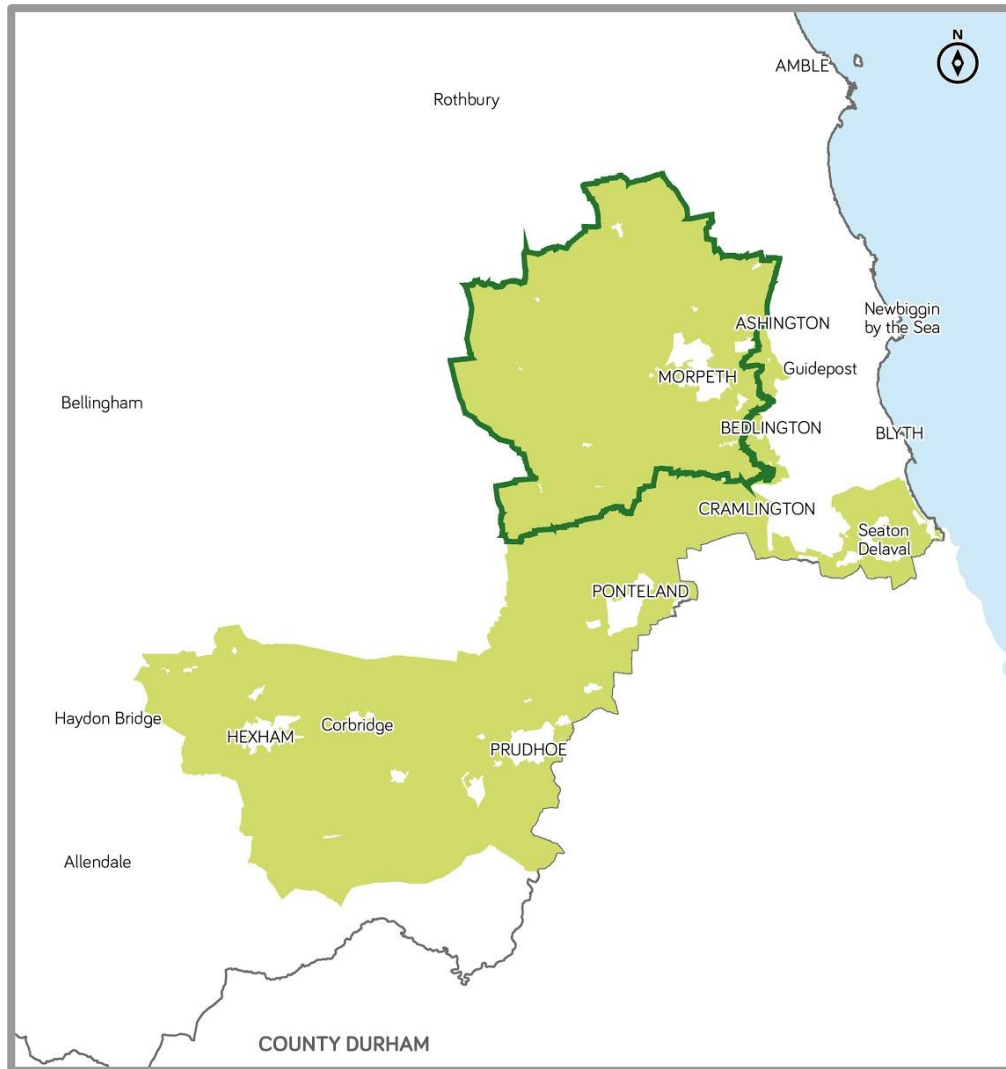 N
AMBLE
Rothbury
Newbiggin
by the Sea
ASHINGTON
Guidepost
MORPETH
Bellingham
BEDLINGTON
BLYTH
CRAMLINGTON
Seaton
Delaval
PONTELAND
Haydon Bridge
Corbridge
HEXHAM
PRUDHOE
Allendale
COUNTY DURHAM